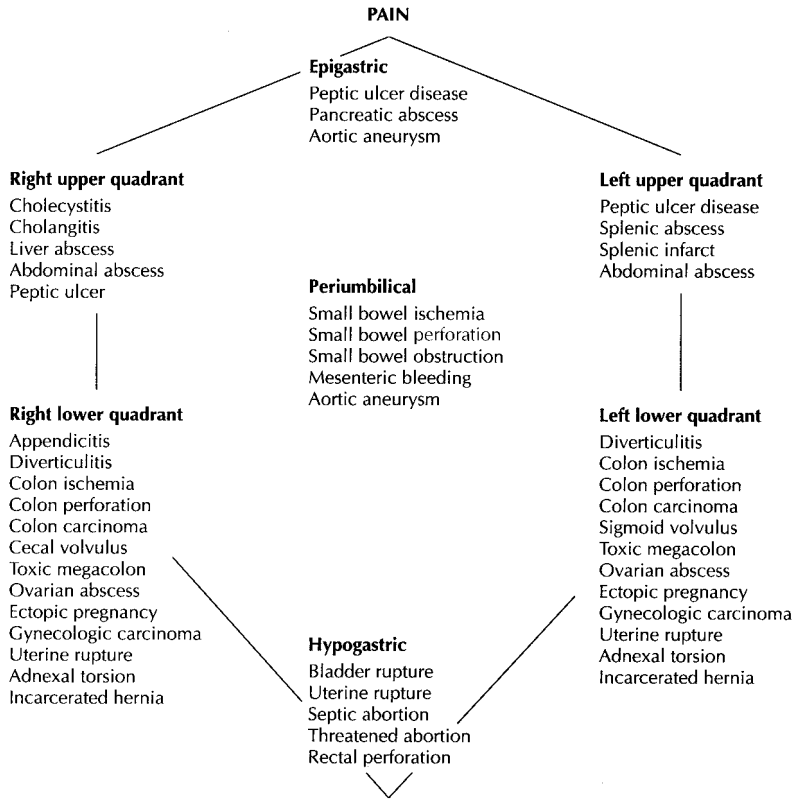 PAIN
Epigastric
Peptic ulcer disease
Pancreatic abscess
Aortic aneurysm
Right upper quadrant
Cholecystitis
Cholangitis
Liver abscess
Abdominal abscess
Peptic ulcer
Left upper quadrant
Peptic ulcer disease
Splenic abscess
Splenic infarct
Abdominal abscess
Periumbilical
Small bowel ischemia
Small bowel perforation
Small bowel obstruction
Mesenteric bleeding
Aortic aneurysm
Right lower quadrant
Appendicitis
Diverticulitis
Colon ischemia
Colon perforation
Colon carcinoma
Cecal volvulus
Toxic megacolon
Ovarian abscess
Ectopic pregnancy
Gynecologic carcinoma
Uterine rupture
Adnexal torsion
Incarcerated hernia
Left lower quadrant
Diverticulitis
Colon ischemia
Colon perforation
Colon carcinoma
Sigmoid volvulus
Toxic megacolon
Ovarian abscess
Ectopic pregnancy
Gynecologic carcinoma
Uterine rupture
Adnexal torsion
Incarcerated hernia
Hypogastric
Bladder rupture
Uterine rupture
Septic abortion
Threatened abortion
Rectal perforation